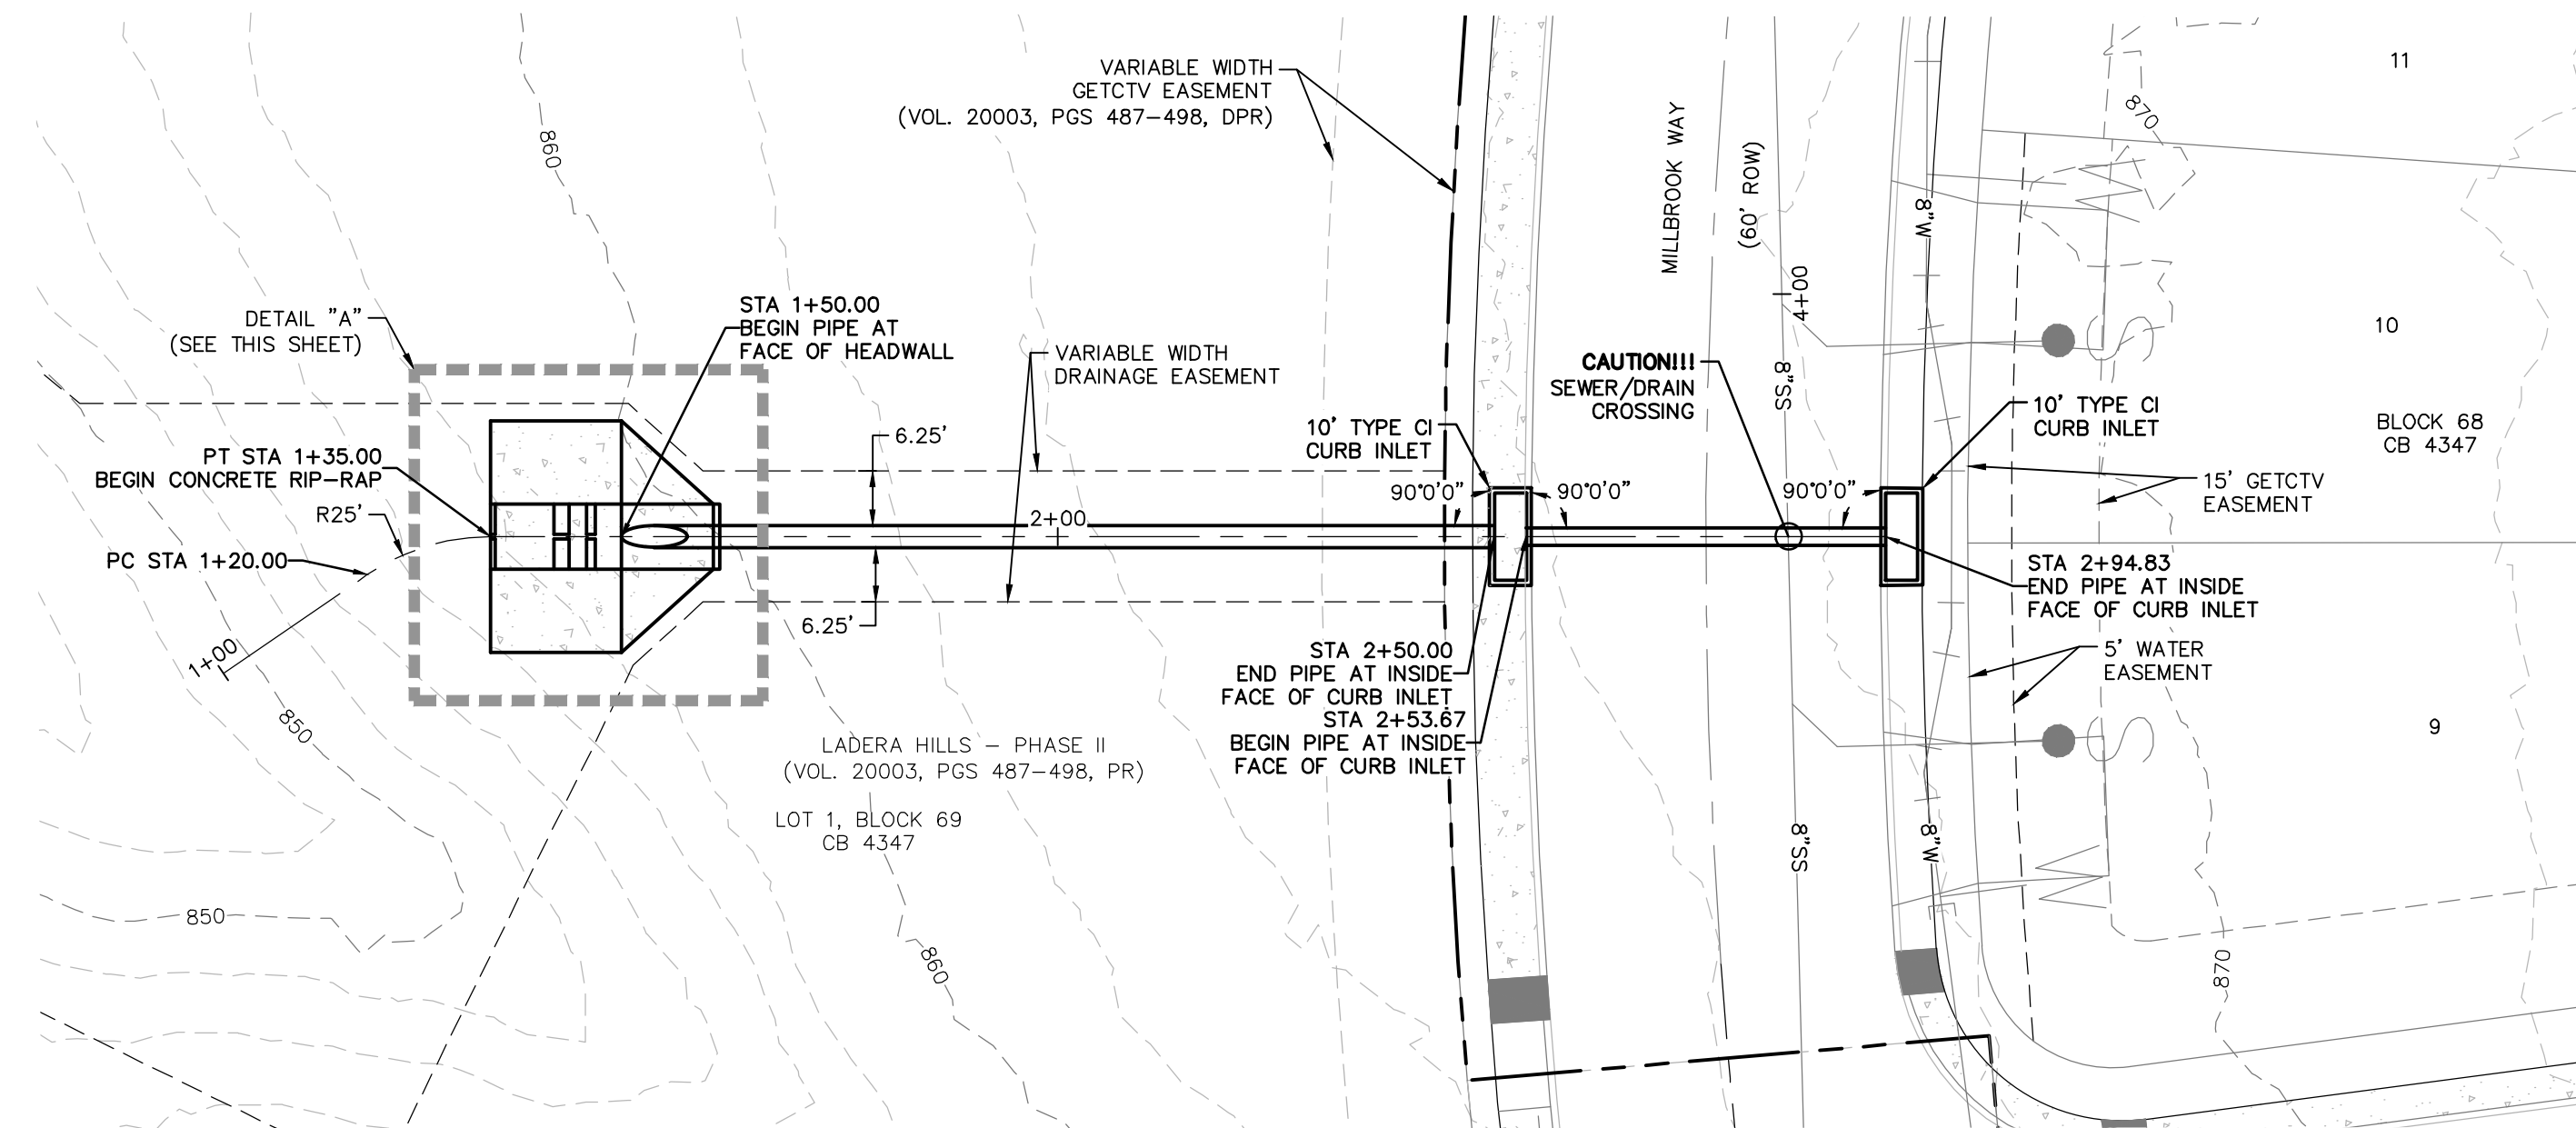 VARIABLE WIDTH
GETCTV EASEMENT
(VOL. 20003, PGS 487-498, DPR)
MILLBROOK WAY
(60' ROW)
11
870
860
8"W
4+00
10
DETAIL "A"
(SEE THIS SHEET)
STA 1+50.00
BEGIN PIPE AT
FACE OF HEADWALL
VARIABLE WIDTH
DRAINAGE EASEMENT
CAUTION!!!
SEWER/DRAIN
CROSSING
8"SS
10' TYPE CI
CURB INLET
BLOCK 68
CB 4347
10' TYPE CI
CURB INLET
6.25'
PT STA 1+35.00
BEGIN CONCRETE RIP-RAP
R25'
PC STA 1+20.00
1+00
2+00
90°0'0"
90°0'0"
90°0'0"
15' GETCTV
EASEMENT
STA 2+94.83
END PIPE AT INSIDE
FACE OF CURB INLET
6.25'
5' WATER
EASEMENT
STA 2+50.00
END PIPE AT INSIDE
FACE OF CURB INLET
STA 2+53.67
BEGIN PIPE AT INSIDE
FACE OF CURB INLET
850
LADERA HILLS - PHASE II
(VOL. 20003, PGS 487-498, PR)
LOT 1, BLOCK 69
CB 4347
9
8"SS
8"W
850
860
870
S
S